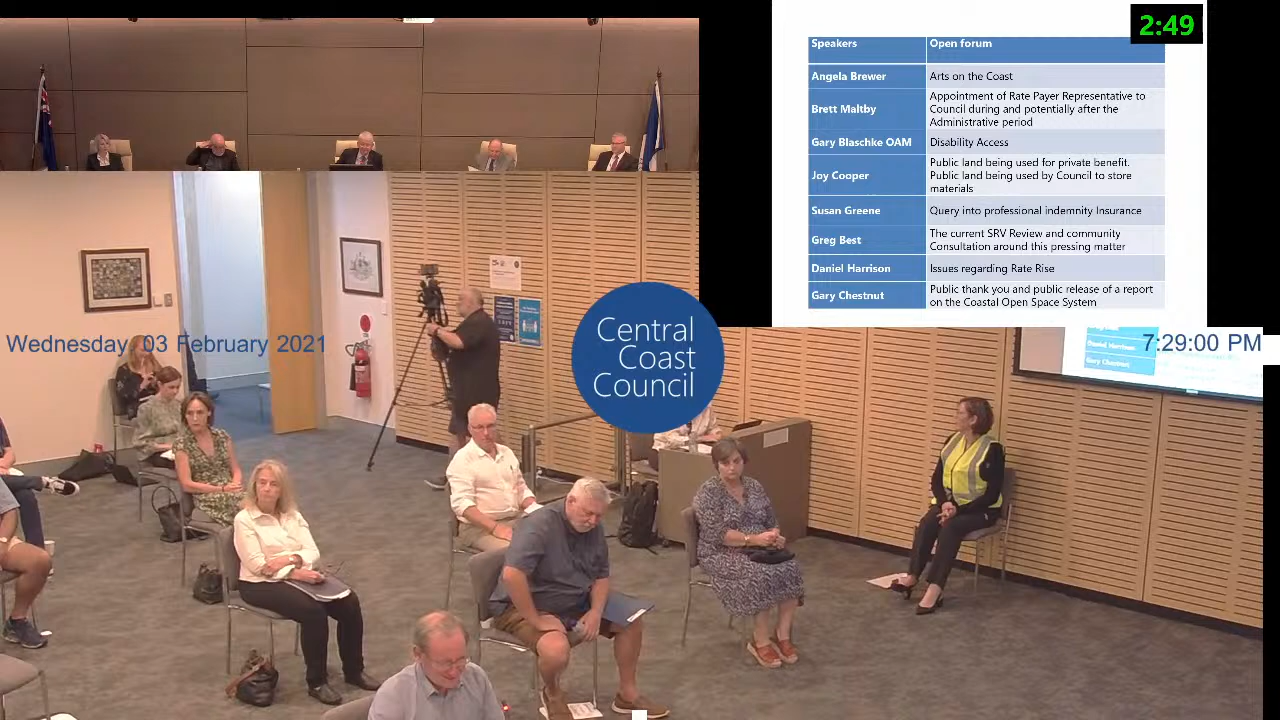 2:49
Speakers Open forum
Angela Brewer Arts on the Coast
Brett Maltby Appointment of Rate Payer Representative to
Council during and potentially after the
Administrative period
Gary Blaschke OAM Disability Access
Joy Cooper Public land being used for private benefit.
Public land being used by Council to store
materials
Susan Greene Query into professional indemnity Insurance
Greg Best The current SRV Review and community
Consultation around this pressing matter
Daniel Harrison Issues regarding Rate Rise
Gary Chestnut Public thank you and public release of a report
on the Coastal Open Space System
Wednesday, 03 February 2021
7:29:00 PM
Central
Coast
Council
Daniel Harrison
Gary Chestnut